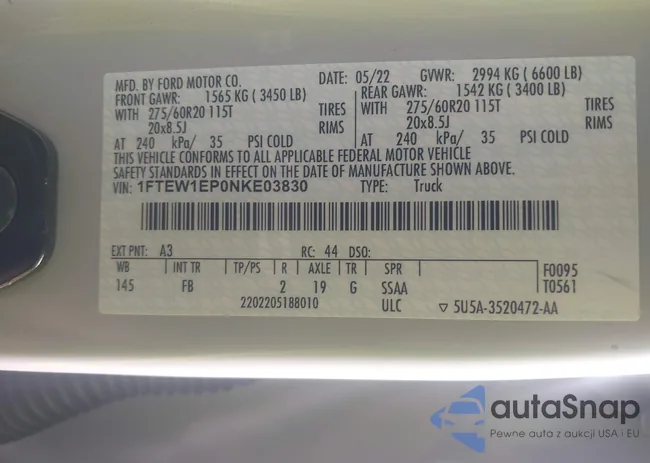 MFD. BY FORD MOTOR CO. DATE: 05/22 GVWR: 2994 KG ( 6600 LB)
FRONT GAWR: 1565 KG ( 3450 LB) REAR GAWR: 1542 KG ( 3400 LB)
WITH 275/60R20 115T TIRES WITH 275/60R20 115T TIRES
20x8.5J RIMS 20x8.5J RIMS
AT 240 kPa/ 35 PSI COLD AT 240 kPa/ 35 PSI COLD
THIS VEHICLE CONFORMS TO ALL APPLICABLE FEDERAL MOTOR VEHICLE
SAFETY STANDARDS IN EFFECT ON THE DATE OF MANUFACTURE SHOWN ABOVE.
VIN: 1FTEW1EP0NKE03830 TYPE: Truck
EXT PNT: A3 RC: 44 DSO:
WB INT TR TP/PS R AXLE TR SPR F0095
145 FB 2 19 G SSAA T0561
2202205188010 ULC ▽ 5U5A-3520472-AA
autaSnap
Pewne auta z aukcji USA i EU